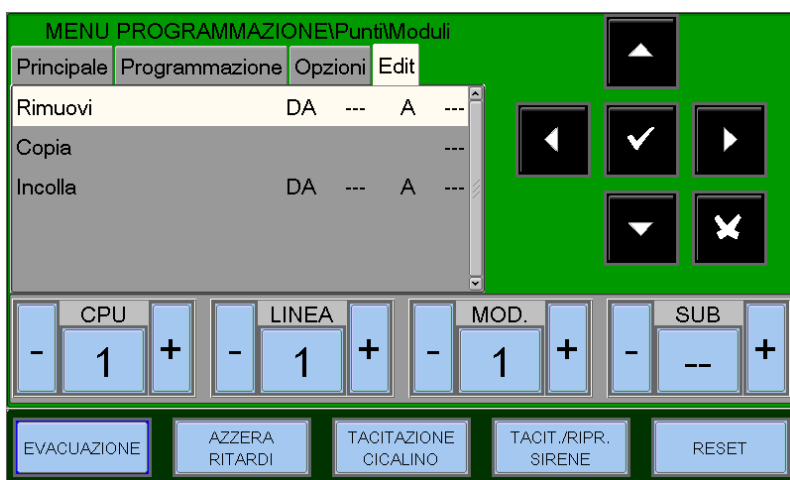 MENU PROGRAMMAZIONE\Punti\Moduli
Principale Programmazione Opzioni Edit
Rimuovi DA --- A ---
Copia ---
Incolla DA --- A ---
CPU LINEA MOD. SUB
- 1 + - 1 + - 1 + - -- +
EVACUAZIONE AZZERA RITARDI TACITAZIONE CICALINO TACIT./RIPR. SIRENE RESET